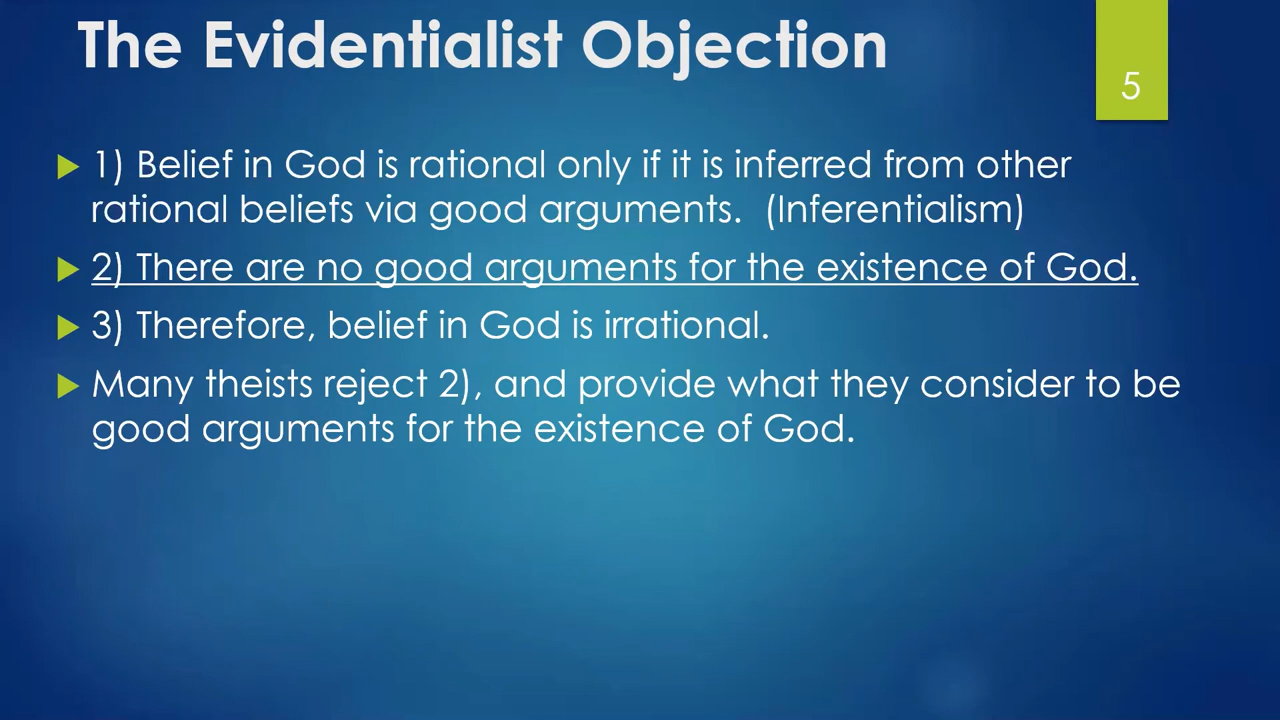 The Evidentialist Objection
5
1) Belief in God is rational only if it is inferred from other
rational beliefs via good arguments.  (Inferentialism)
2) There are no good arguments for the existence of God.
3) Therefore, belief in God is irrational.
Many theists reject 2), and provide what they consider to be
good arguments for the existence of God.